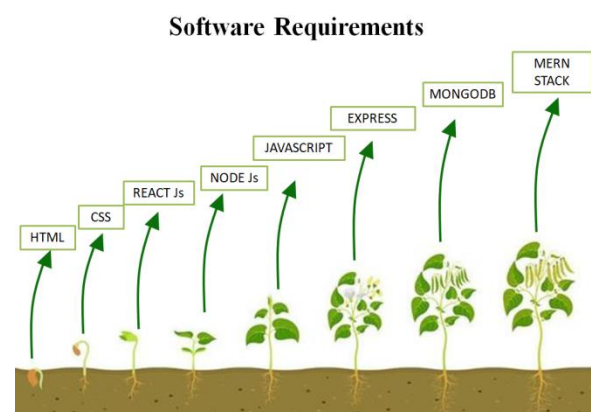 Software Requirements
HTML
CSS
REACT Js
NODE Js
JAVASCRIPT
EXPRESS
MONGODB
MERN
STACK